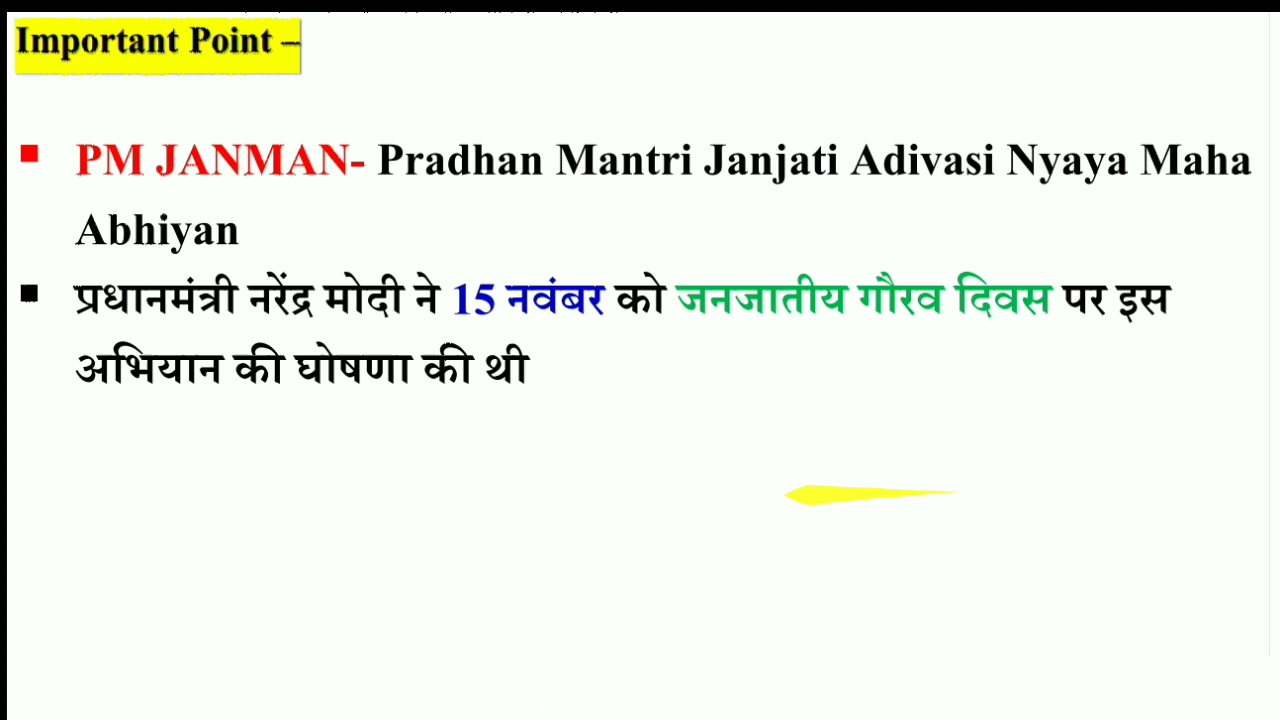 Important Point –
PM JANMAN- Pradhan Mantri Janjati Adivasi Nyaya Maha
Abhiyan
प्रधानमंत्री नरेंद्र मोदी ने 15 नवंबर को जनजातीय गौरव दिवस पर इस
अभियान की घोषणा की थी